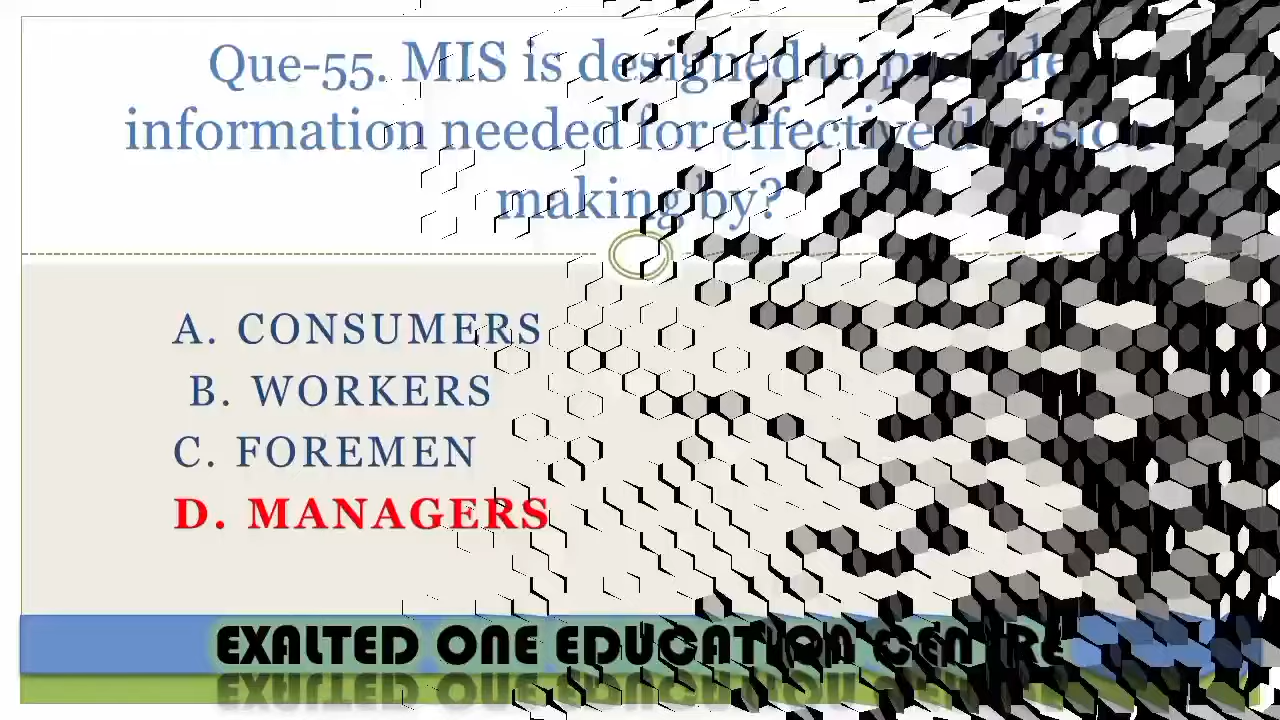 Que-55. MIS is designed to provide
information needed for effective decision
making by?
A. CONSUMERS
B. WORKERS
C. FOREMEN
D. MANAGERS
EXALTED ONE EDUCATION CENTRE